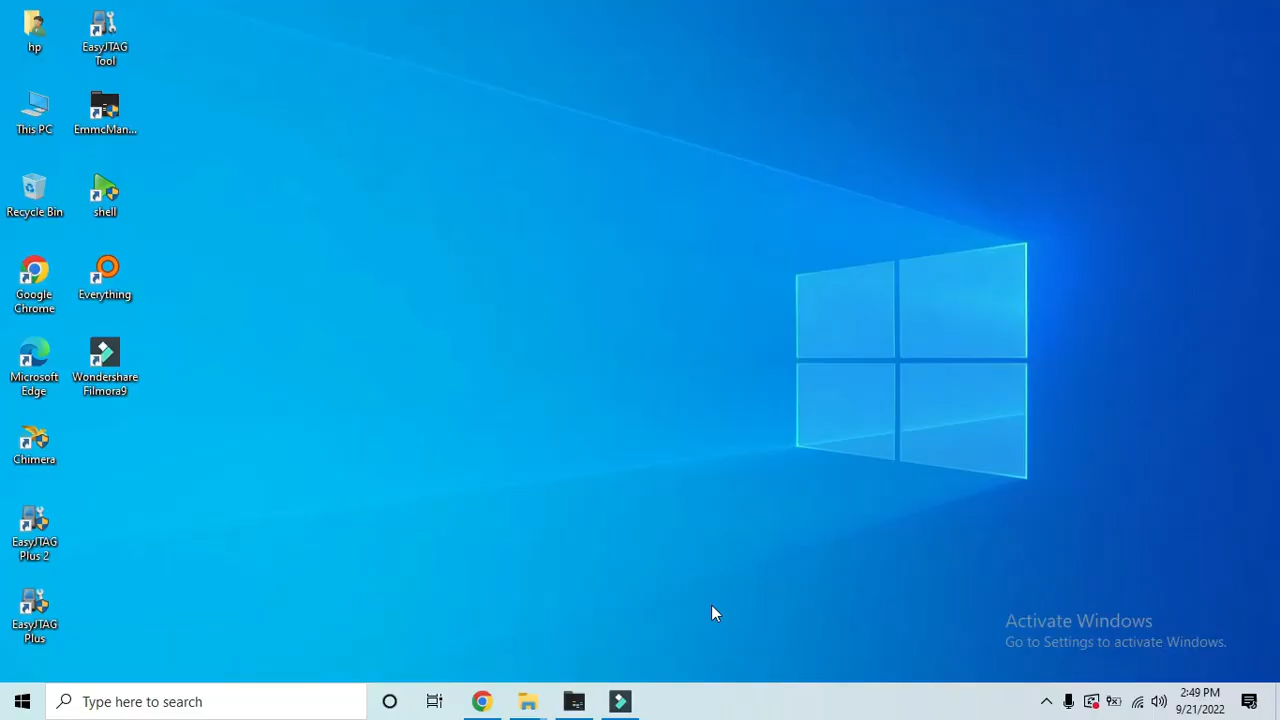 hp
EasyJTAG
Tool
This PC
EmmcMan...
Recycle Bin
shell
Google
Chrome
Everything
Microsoft
Edge
Wondershare
Filmora9
Chimera
EasyJTAG
Plus 2
EasyJTAG
Plus
Activate Windows
Go to Settings to activate Windows.
Type here to search
2:49 PM
9/21/2022